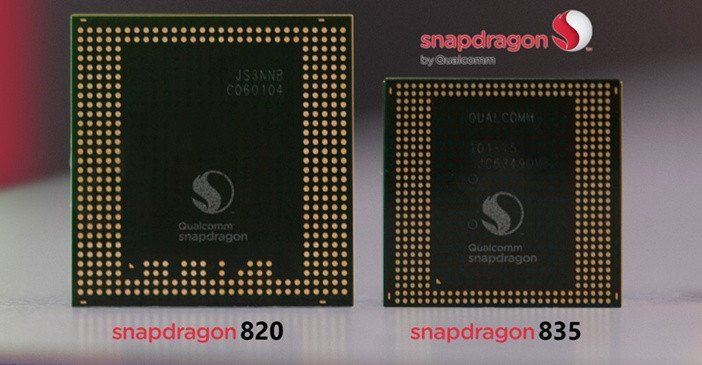 snapdragon
by Qualcomm
JS3NNB
C060104
Qualcomm
snapdragon
QUALCOMM
Qualcomm
snapdragon
snapdragon 820
snapdragon 835